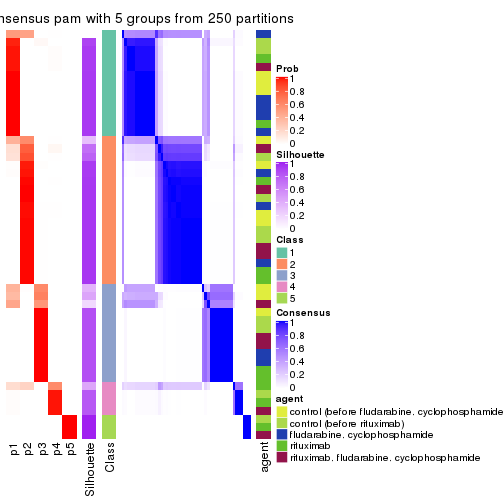 nsensus pam with 5 groups from 250 partitions
Prob
1
0.8
0.6
0.4
0.2
0
Silhouette
1
0.8
0.6
0.4
0.2
0
Class
1
2
3
4
5
Consensus
1
0.8
0.6
0.4
0.2
0
agent
control (before fludarabine, cyclophosphamide
control (before rituximab)
fludarabine, cyclophosphamide
rituximab
rituximab, fludarabine, cyclophosphamide
p1
p2
p3
p4
p5
Silhouette
Class
agent